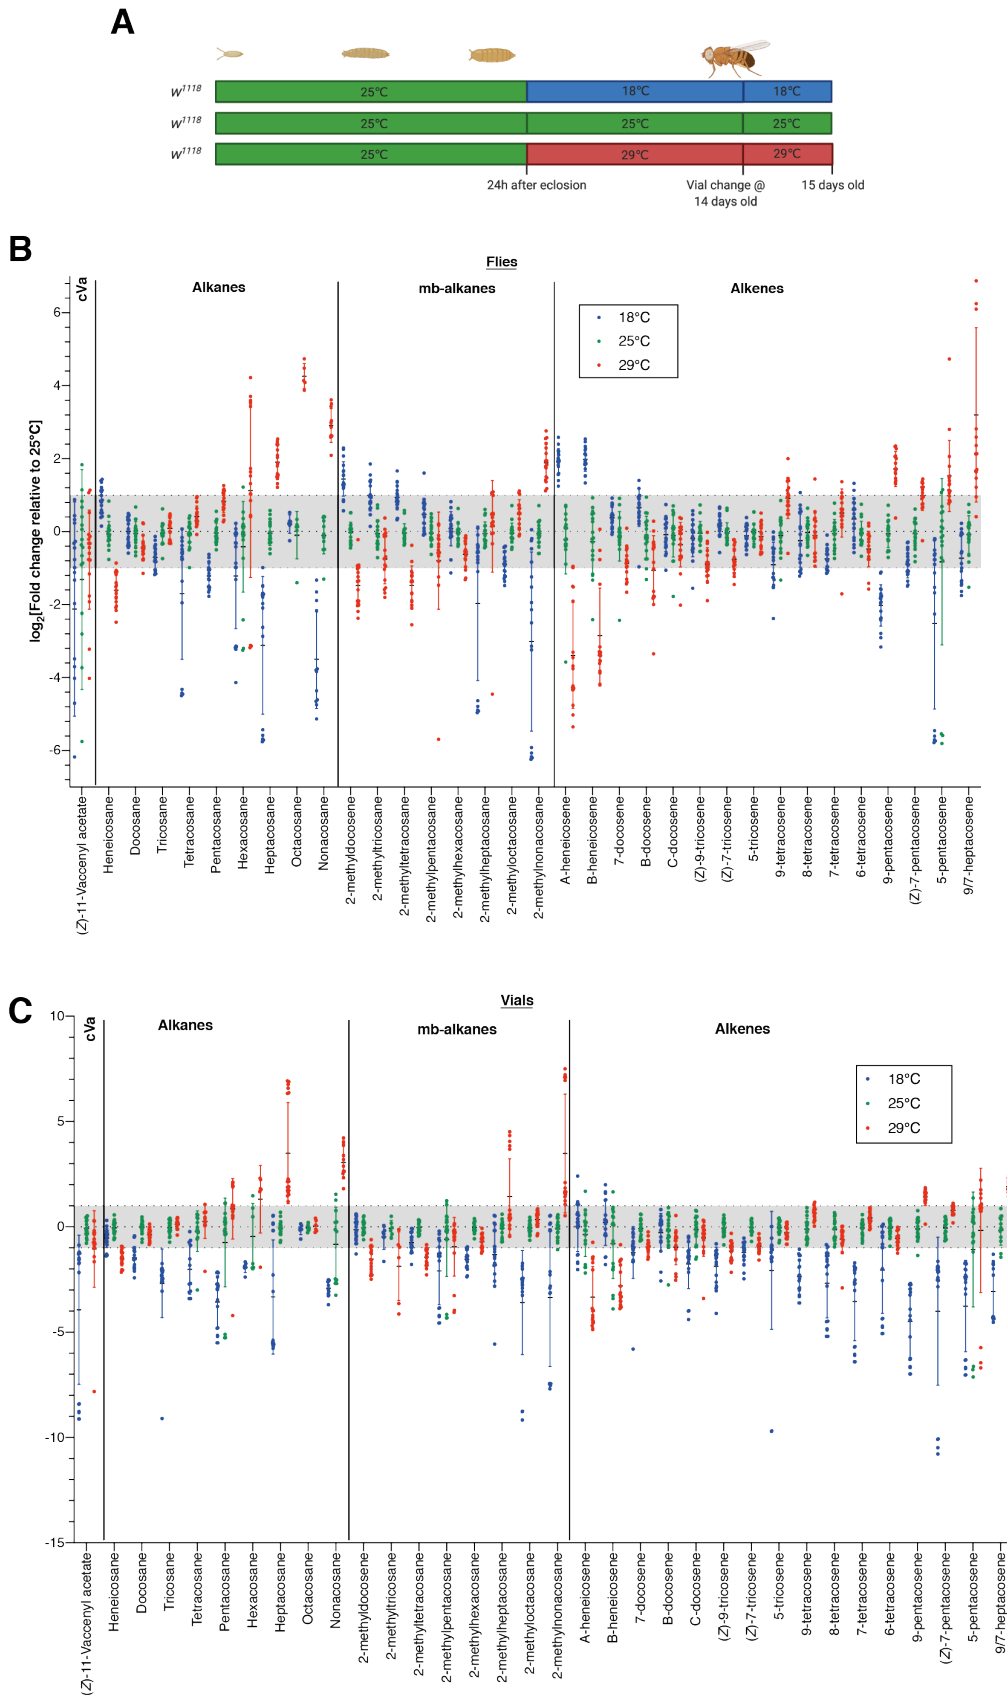 A
w1118 25°C 18°C 18°C
w1118 25°C 25°C 25°C
w1118 25°C 29°C 29°C
24h after eclosion
Vial change @
14 days old
15 days old
B
Flies
cVa
Alkanes
mb-alkanes
Alkenes
18°C
25°C
29°C
log2[Fold change relative to 25°C]
6
4
2
0
-2
-4
-6
(Z)-11-Vaccenyl acetate
Heneicosane
Docosane
Tricosane
Tetracosane
Pentacosane
Hexacosane
Heptacosane
Octacosane
Nonacosane
2-methyldocosene
2-methyltricosane
2-methyltetracosane
2-methylpentacosane
2-methylhexacosane
2-methylheptacosane
2-methyloctacosane
2-methylnonacosane
A-heneicosene
B-heneicosene
7-docosene
B-docosene
C-docosene
(Z)-9-tricosene
(Z)-7-tricosene
5-tricosene
9-tetracosene
8-tetracosene
7-tetracosene
6-tetracosene
9-pentacosene
(Z)-7-pentacosene
5-pentacosene
9/7-heptacosene
C
Vials
cVa
Alkanes
mb-alkanes
Alkenes
18°C
25°C
29°C
10
5
0
-5
-10
-15
(Z)-11-Vaccenyl acetate
Heneicosane
Docosane
Tricosane
Tetracosane
Pentacosane
Hexacosane
Heptacosane
Octacosane
Nonacosane
2-methyldocosene
2-methyltricosane
2-methyltetracosane
2-methylpentacosane
2-methylhexacosane
2-methylheptacosane
2-methyloctacosane
2-methylnonacosane
A-heneicosene
B-heneicosene
7-docosene
B-docosene
C-docosene
(Z)-9-tricosene
(Z)-7-tricosene
5-tricosene
9-tetracosene
8-tetracosene
7-tetracosene
6-tetracosene
9-pentacosene
(Z)-7-pentacosene
5-pentacosene
9/7-heptacosene